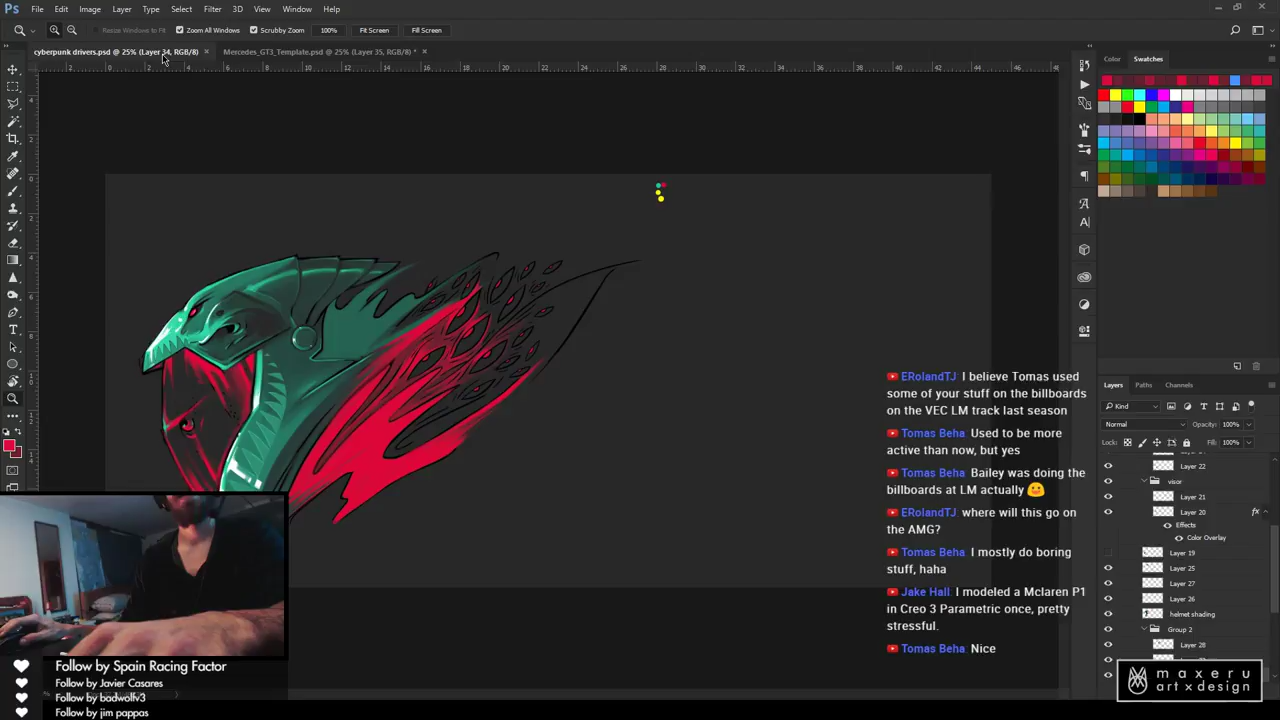 Ps File Edit Image Layer Type Select Filter 3D View Window Help
Resize Windows to Fit Zoom All Windows Scrubby Zoom 100% Fit Screen Fill Screen
cyberpunk drivers.psd @ 25% (Layer 34, RGB/8) × Mercedes_GT3_Template.psd @ 25% (Layer 35, RGB/8) * ×
Color Swatches
ERolandTJ: I believe Tomas used
some of your stuff on the billboards
on the VEC LM track last season
Tomas Beha: Used to be more
active than now, but yes
Tomas Beha: Bailey was doing the
billboards at LM actually
ERolandTJ: where will this go on
the AMG?
Tomas Beha: I mostly do boring
stuff, haha
Jake Hall: I modeled a Mclaren P1
in Creo 3 Parametric once, pretty
stressful.
Tomas Beha: Nice
Layers Paths Channels
Kind
Normal Opacity: 100%
Lock: Fill: 100%
Layer 22
visor
Layer 21
Layer 20 fx
Effects
Color Overlay
Layer 19
Layer 25
Layer 27
Layer 26
helmet shading
Group 2
Layer 28
maxeru
art x design
Follow by Spain Racing Factor
Follow by Javier Casares
Follow by badwolfv3
Follow by jim pappas